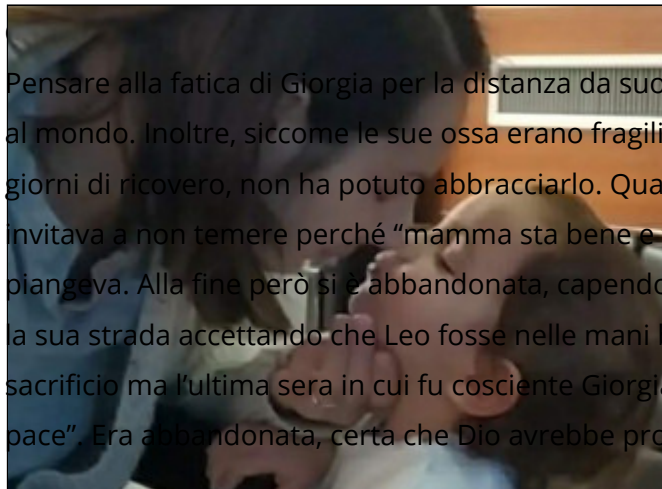 Pensare alla fatica di Giorgia per la distanza da suo
al mondo. Inoltre, siccome le sue ossa erano fragili
giorni di ricovero, non ha potuto abbracciarlo. Qua
invitava a non temere perché “mamma sta bene e
piangeva. Alla fine però si è abbandonata, capendo
la sua strada accettando che Leo fosse nelle mani
sacrificio ma l’ultima sera in cui fu cosciente Giorgia
pace”. Era abbandonata, certa che Dio avrebbe pro